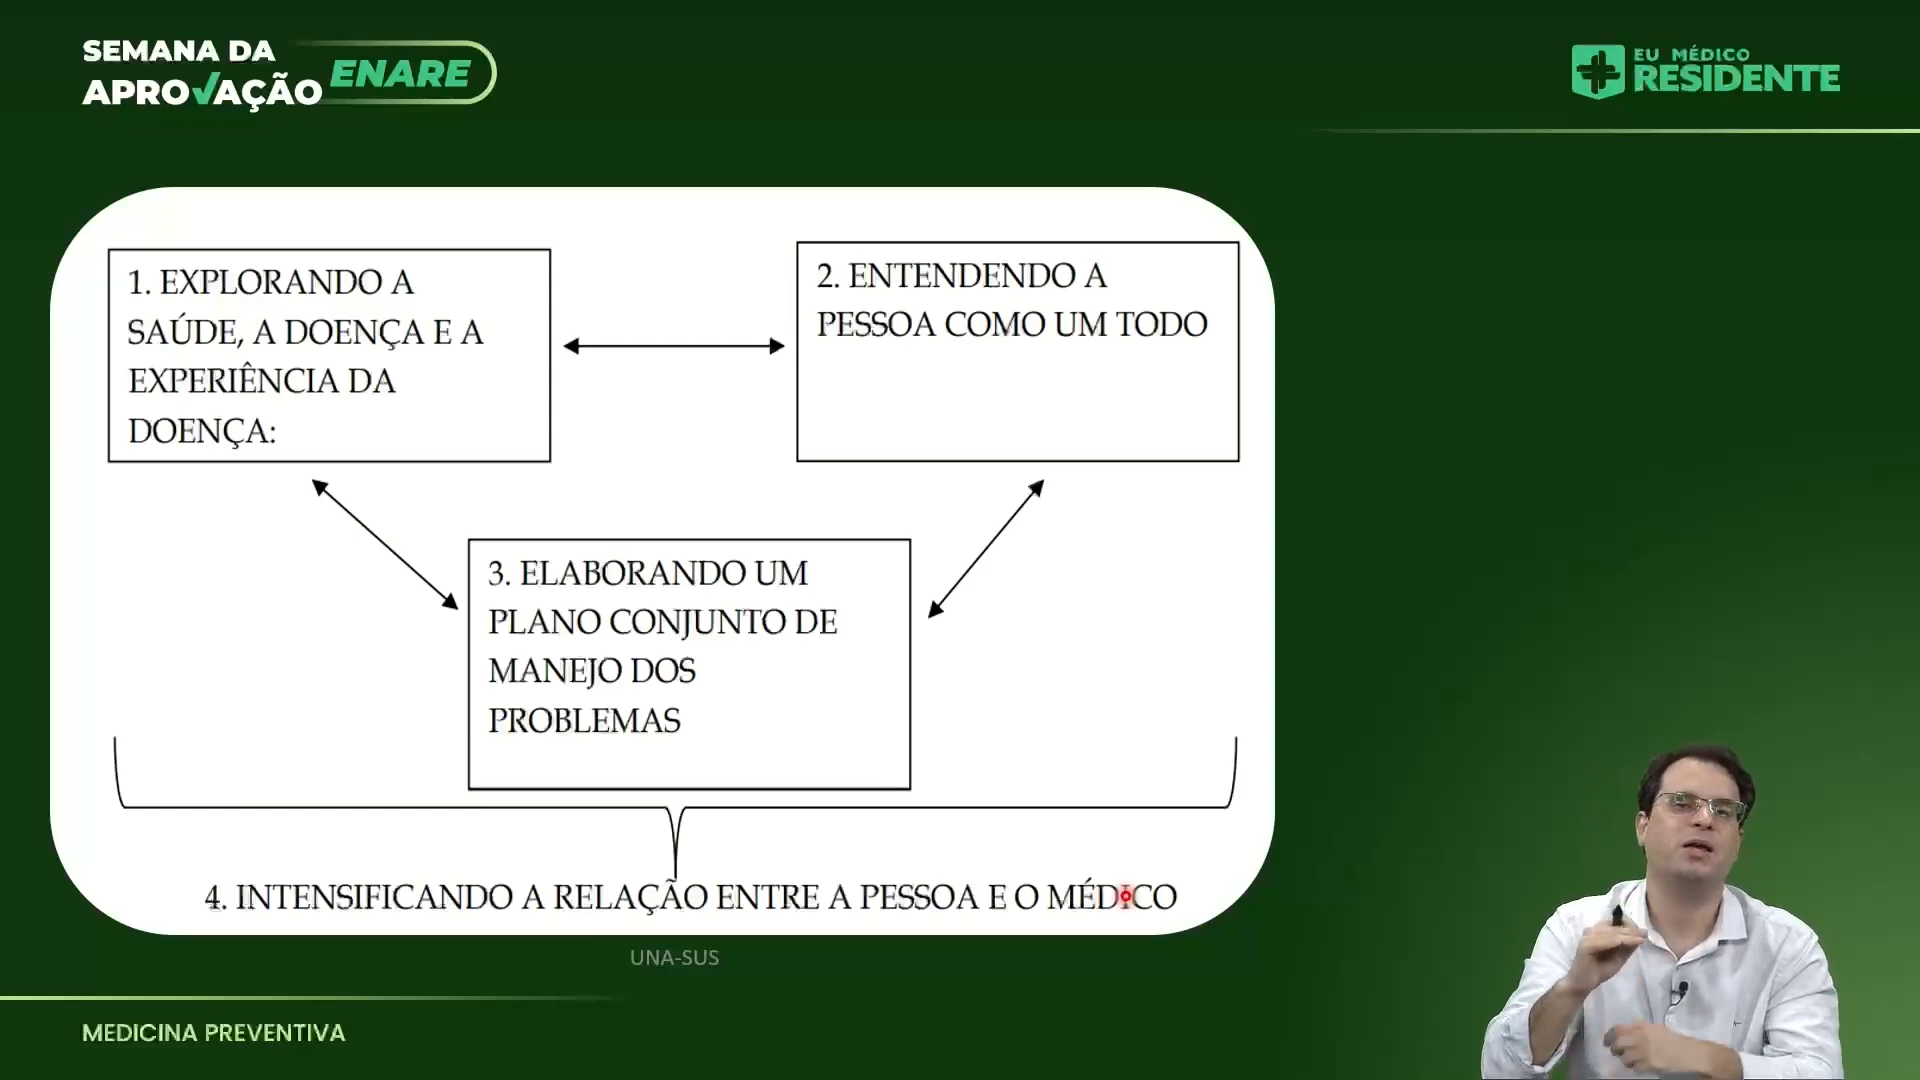 SEMANA DA
APROVAÇÃO ENARE
EU MÉDICO
RESIDENTE
1. EXPLORANDO A
SAÚDE, A DOENÇA E A
EXPERIÊNCIA DA
DOENÇA:
2. ENTENDENDO A
PESSOA COMO UM TODO
3. ELABORANDO UM
PLANO CONJUNTO DE
MANEJO DOS
PROBLEMAS
4. INTENSIFICANDO A RELAÇÃO ENTRE A PESSOA E O MÉDICO
UNA-SUS
MEDICINA PREVENTIVA